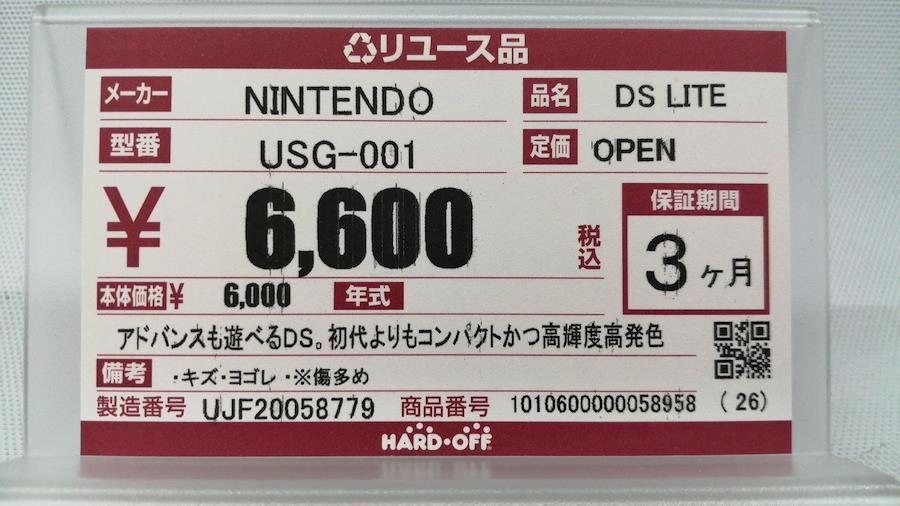 リユース品
メーカー NINTENDO 品名 DS LITE
型番 USG-001 定価 OPEN
¥ 6,600 税込 保証期間 3ヶ月
本体価格¥ 6,000 年式
アドバンスも遊べるDS。初代よりもコンパクトかつ高輝度高発色
備考 ・キズ・ヨゴレ ・※傷多め
製造番号 UJF20058779 商品番号 1010600000058958 (26)
HARD・OFF